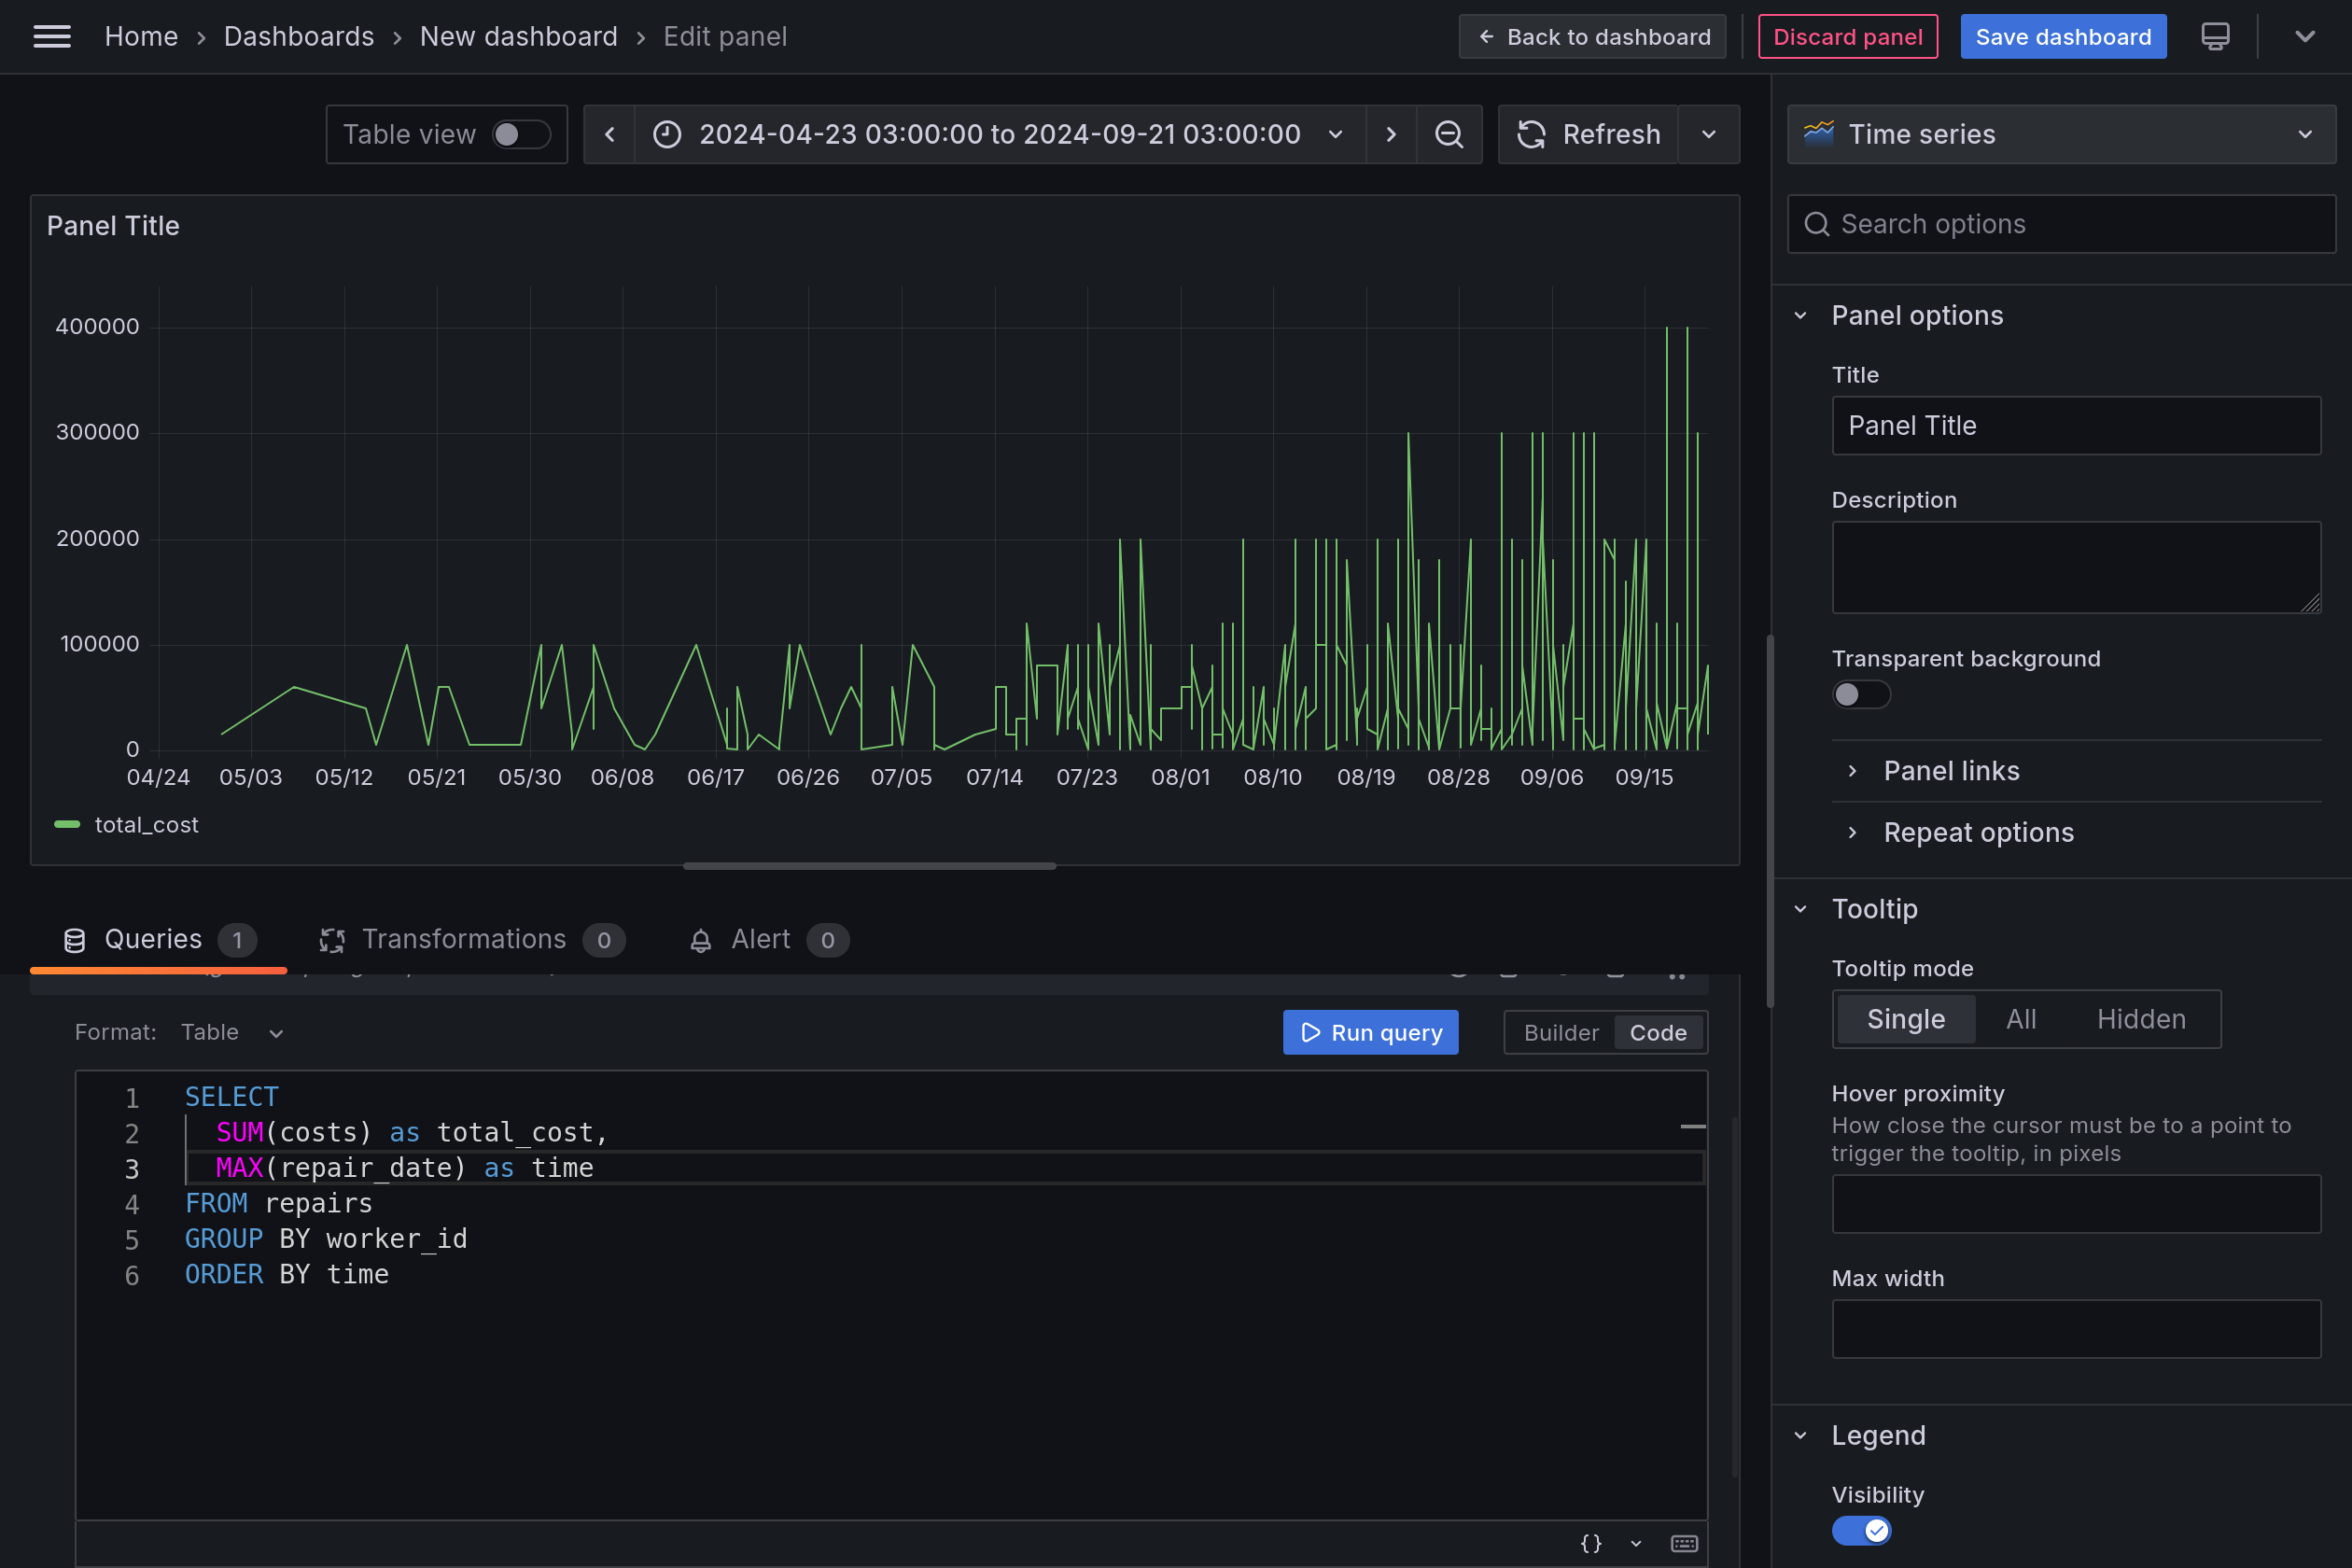 Home › Dashboards › New dashboard › Edit panel
Back to dashboard
Discard panel
Save dashboard
Table view
2024-04-23 03:00:00 to 2024-09-21 03:00:00
Refresh
Panel Title
400000
300000
200000
100000
0
04/24 05/03 05/12 05/21 05/30 06/08 06/17 06/26 07/05 07/14 07/23 08/01 08/10 08/19 08/28 09/06 09/15
total_cost
Queries 1
Transformations 0
Alert 0
Format: Table
Run query
Builder Code
1 SELECT
2 SUM(costs) as total_cost,
3 MAX(repair_date) as time
4 FROM repairs
5 GROUP BY worker_id
6 ORDER BY time
{}
Time series
Search options
Panel options
Title
Panel Title
Description
Transparent background
Panel links
Repeat options
Tooltip
Tooltip mode
Single All Hidden
Hover proximity
How close the cursor must be to a point to
trigger the tooltip, in pixels
Max width
Legend
Visibility